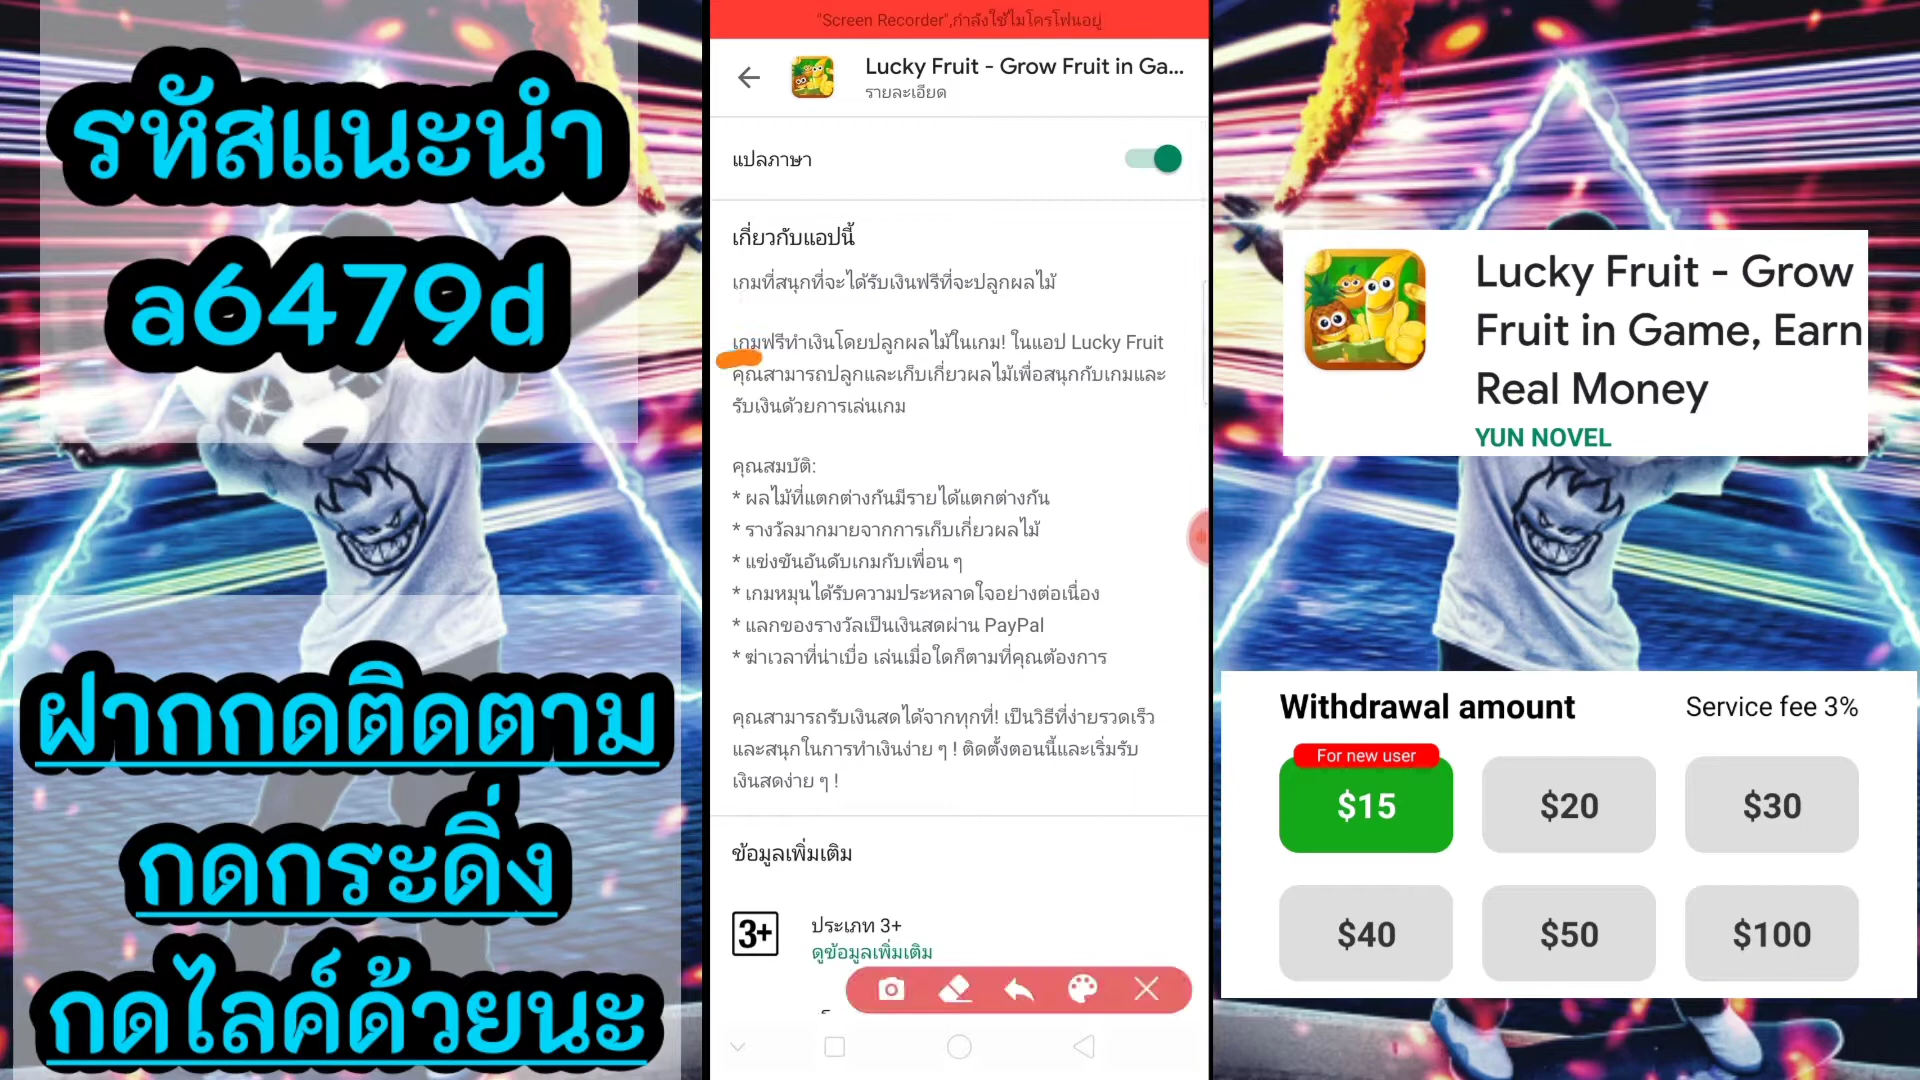 รหัสแนะนำ
a6479d
ฝากกดติดตาม
กดกระดิ่ง
กดไลค์ด้วยนะ
"Screen Recorder",กำลังใช้ไมโครโฟนอยู่
Lucky Fruit - Grow Fruit in Ga...
รายละเอียด
แปลภาษา
เกี่ยวกับแอปนี้
เกมที่สนุกที่จะได้รับเงินฟรีที่จะปลูกผลไม้
เกมฟรีทำเงินโดยปลูกผลไม้ในเกม! ในแอป Lucky Fruit
คุณสามารถปลูกและเก็บเกี่ยวผลไม้เพื่อสนุกกับเกมและ
รับเงินด้วยการเล่นเกม
คุณสมบัติ:
* ผลไม้ที่แตกต่างกันมีรายได้แตกต่างกัน
* รางวัลมากมายจากการเก็บเกี่ยวผลไม้
* แข่งขันอันดับเกมกับเพื่อน ๆ
* เกมหมุนได้รับความประหลาดใจอย่างต่อเนื่อง
* แลกของรางวัลเป็นเงินสดผ่าน PayPal
* ฆ่าเวลาที่น่าเบื่อ เล่นเมื่อใดก็ตามที่คุณต้องการ
คุณสามารถรับเงินสดได้จากทุกที่! เป็นวิธีที่ง่ายรวดเร็ว
และสนุกในการทำเงินง่าย ๆ ! ติดตั้งตอนนี้และเริ่มรับ
เงินสดง่าย ๆ !
ข้อมูลเพิ่มเติม
3+
ประเภท 3+
ดูข้อมูลเพิ่มเติม
Lucky Fruit - Grow
Fruit in Game, Earn
Real Money
YUN NOVEL
Withdrawal amount
Service fee 3%
For new user
$15
$20
$30
$40
$50
$100